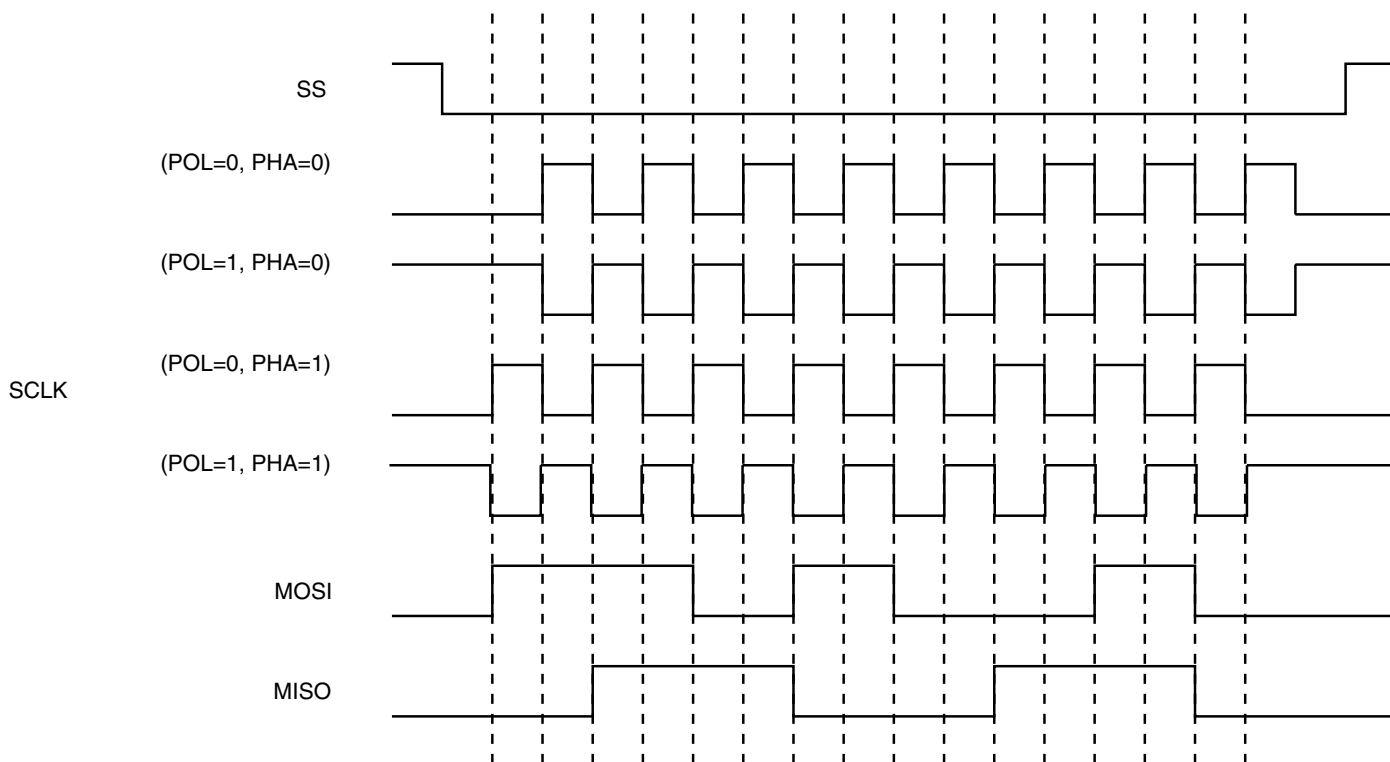 SS
(POL=0, PHA=0)
(POL=1, PHA=0)
(POL=0, PHA=1)
SCLK
(POL=1, PHA=1)
MOSI
MISO